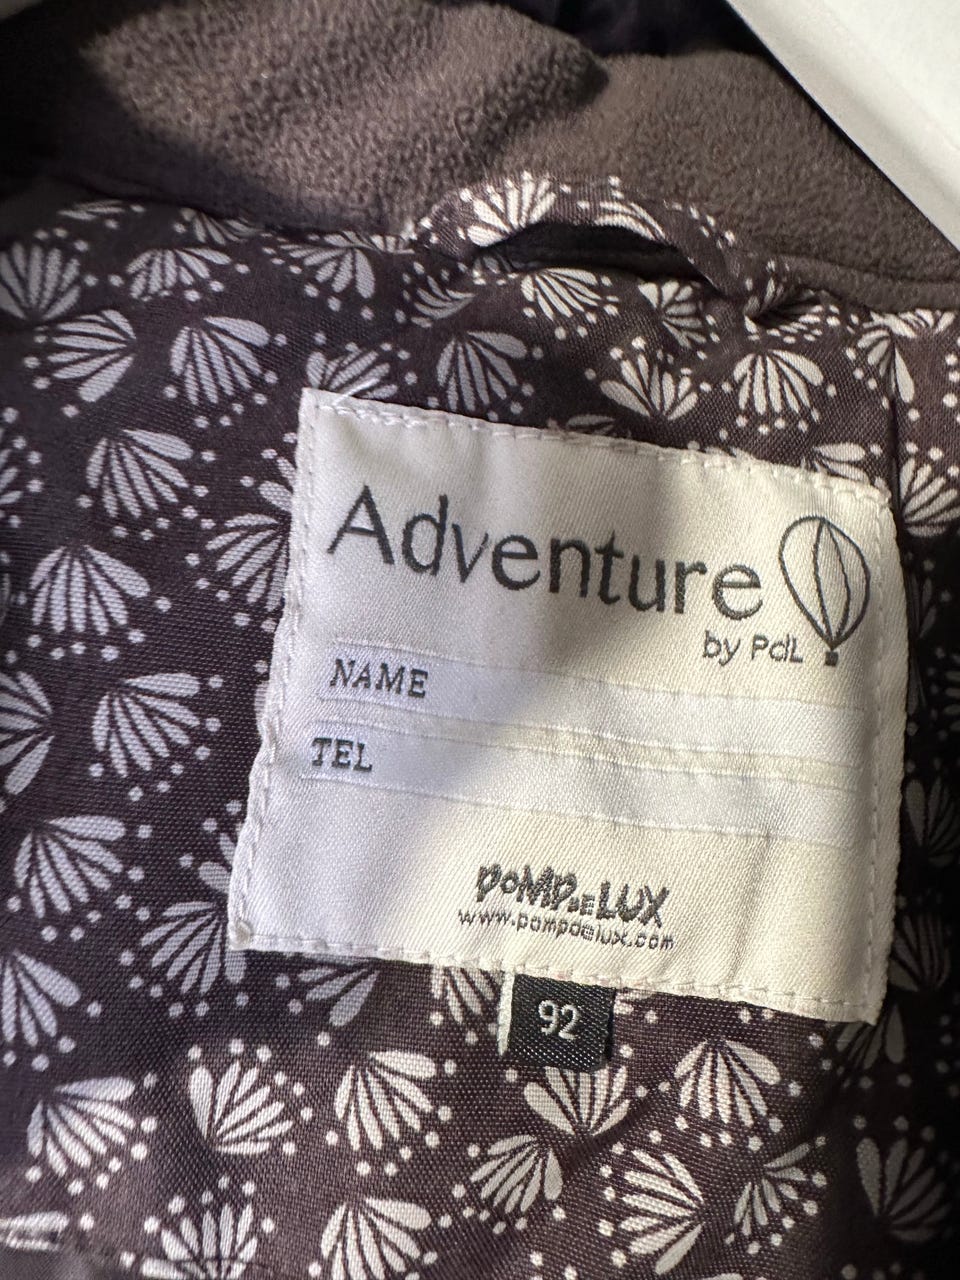 Adventure
by PdL
NAME
TEL
POMPDELUX
www.pompdelux.com
92